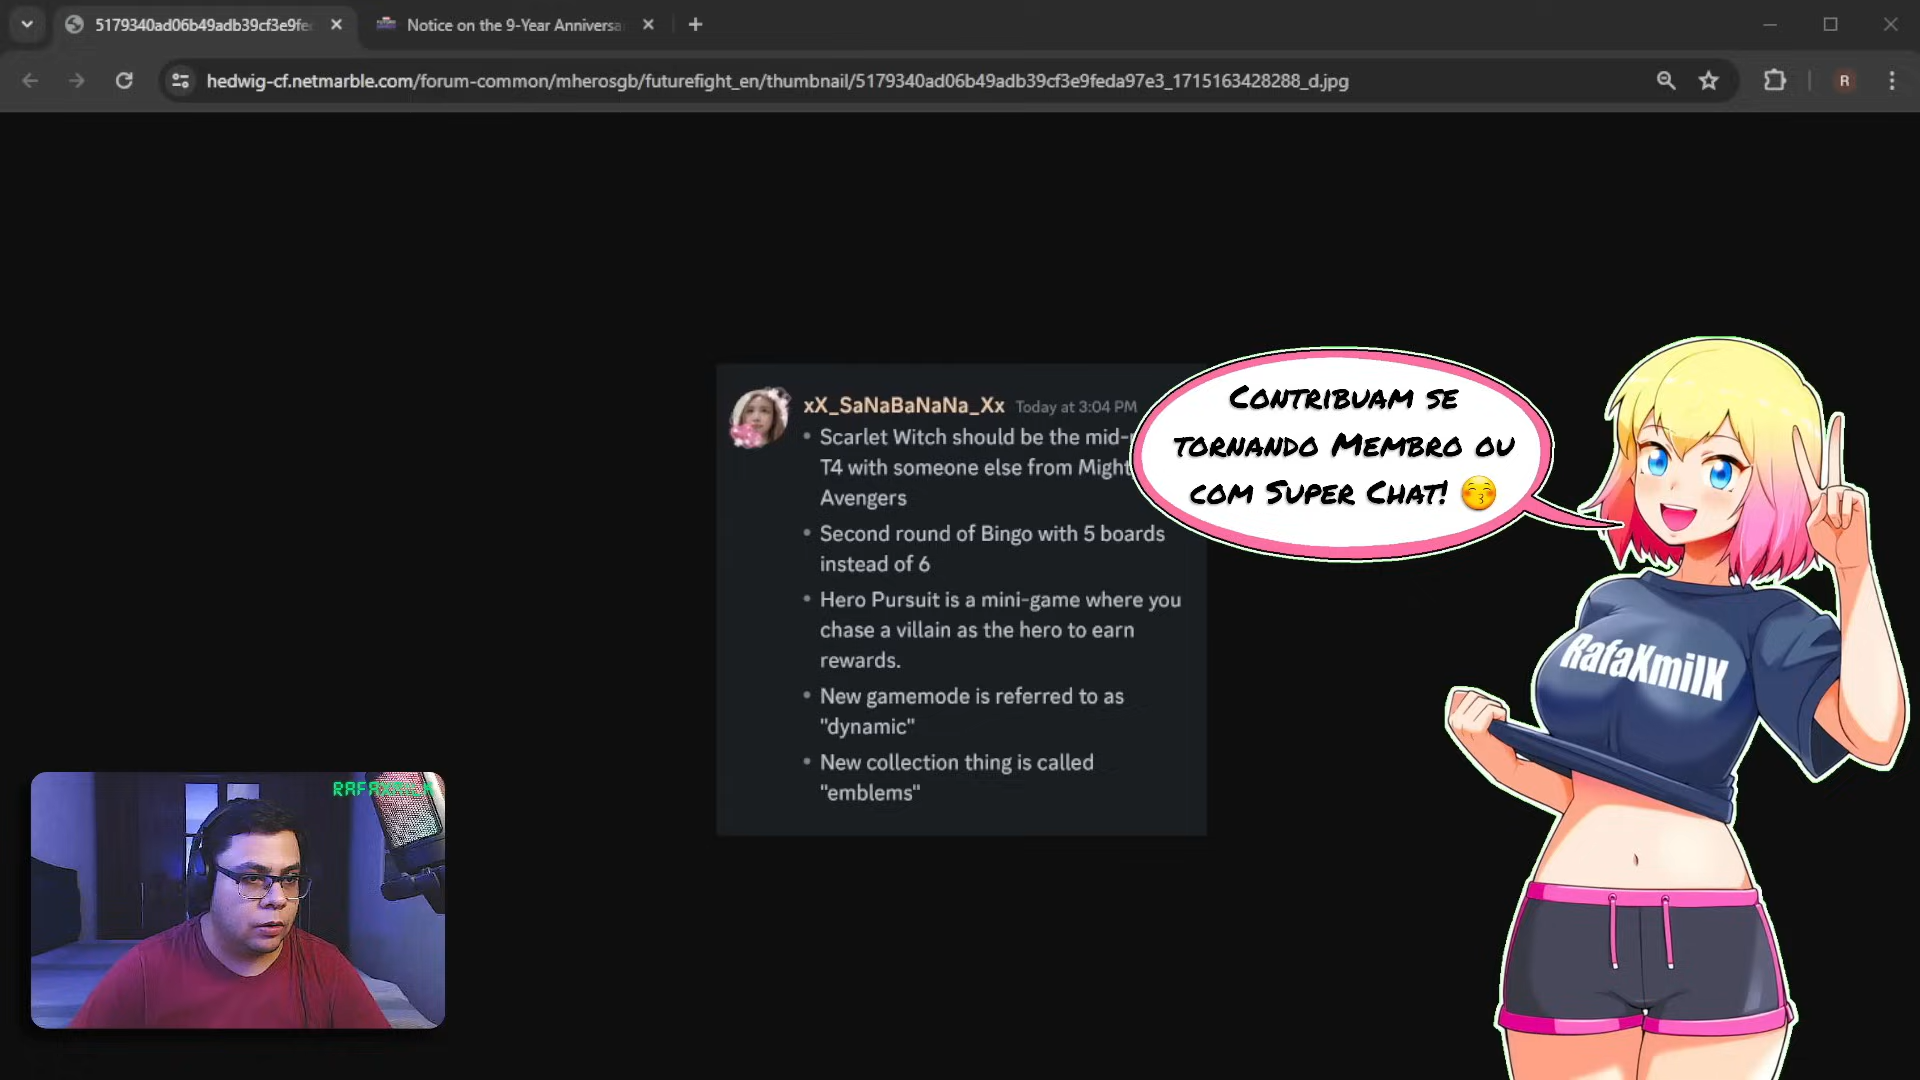 5179340ad06b49adb39cf3e9fe
Notice on the 9-Year Anniversa
hedwig-cf.netmarble.com/forum-common/mherosgb/futurefight_en/thumbnail/5179340ad06b49adb39cf3e9feda97e3_1715163428288_d.jpg
R
xX_SaNaBaNaNa_Xx Today at 3:04 PM
• Scarlet Witch should be the mid-
T4 with someone else from Might
Avengers
• Second round of Bingo with 5 boards
instead of 6
• Hero Pursuit is a mini-game where you
chase a villain as the hero to earn
rewards.
• New gamemode is referred to as
"dynamic"
• New collection thing is called
"emblems"
Contribuam se
tornando Membro ou
com Super Chat! 😚
RafaXmilK
RAFAXMILK